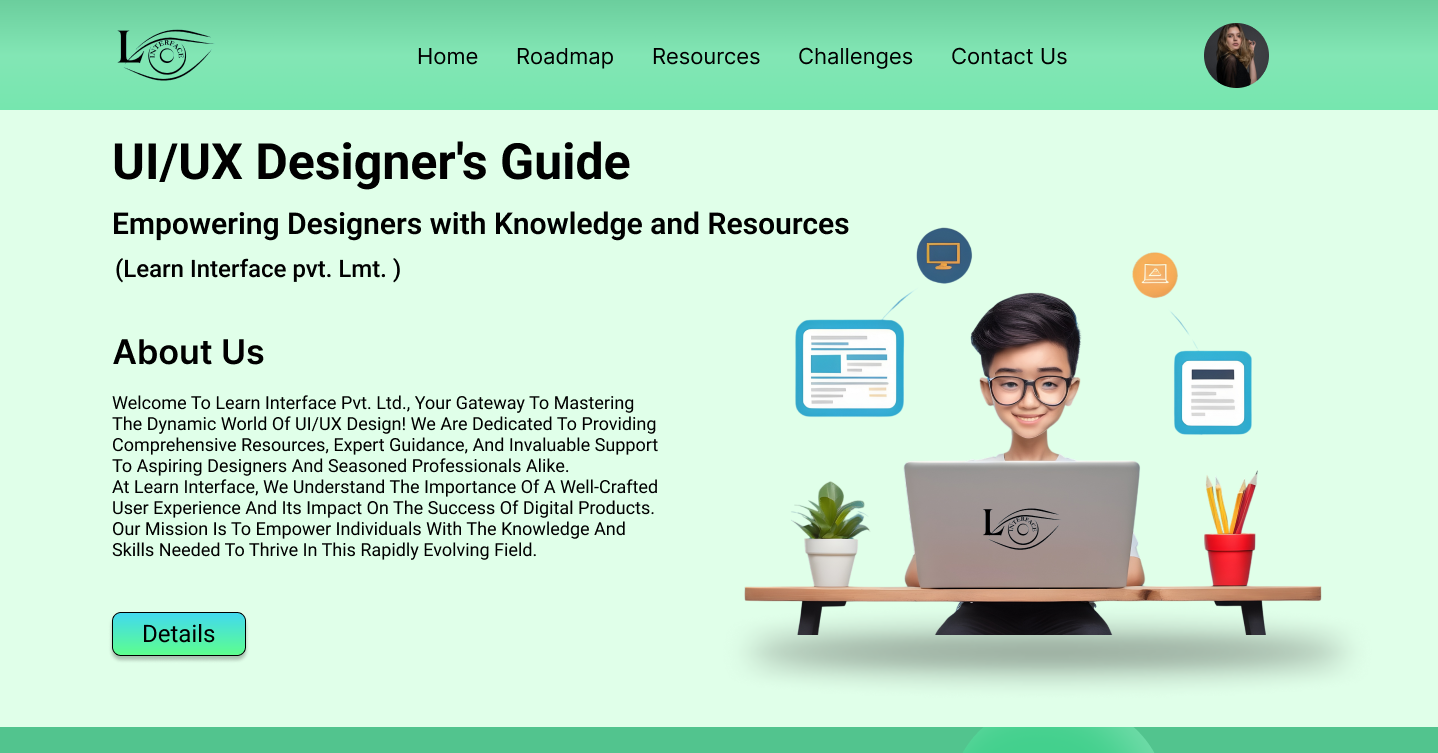 L INTERFACE
Home Roadmap Resources Challenges Contact Us
UI/UX Designer's Guide
Empowering Designers with Knowledge and Resources
(Learn Interface pvt. Lmt. )
About Us
Welcome To Learn Interface Pvt. Ltd., Your Gateway To Mastering
The Dynamic World Of UI/UX Design! We Are Dedicated To Providing
Comprehensive Resources, Expert Guidance, And Invaluable Support
To Aspiring Designers And Seasoned Professionals Alike.
At Learn Interface, We Understand The Importance Of A Well-Crafted
User Experience And Its Impact On The Success Of Digital Products.
Our Mission Is To Empower Individuals With The Knowledge And
Skills Needed To Thrive In This Rapidly Evolving Field.
Details
L INTERFACE